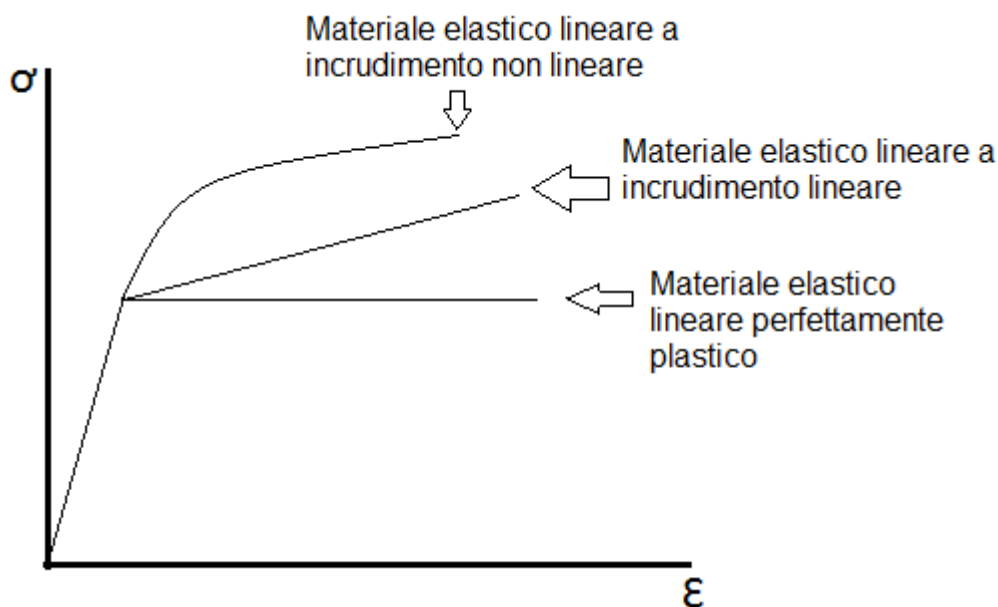 Materiale elastico lineare a
incrudimento non lineare
σ
Materiale elastico lineare a
incrudimento lineare
Materiale elastico
lineare perfettamente
plastico
ε